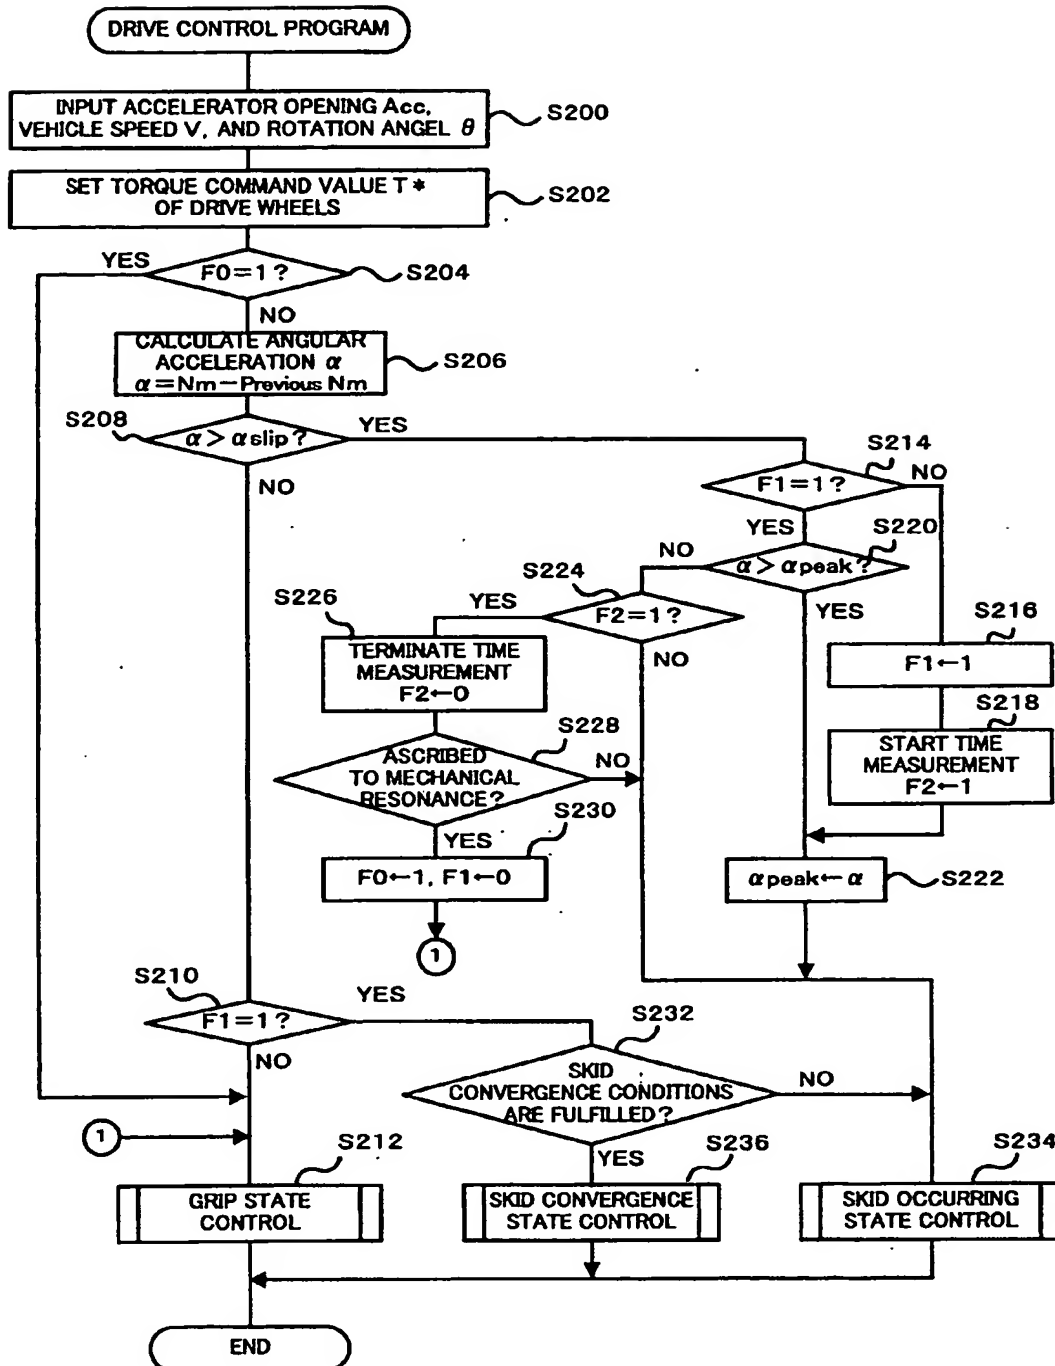 DRIVE CONTROL PROGRAM
INPUT ACCELERATOR OPENING Acc,
VEHICLE SPEED V, AND ROTATION ANGEL θ
S200
SET TORQUE COMMAND VALUE T *
OF DRIVE WHEELS
S202
YES
F0=1?
S204
NO
CALCULATE ANGULAR
ACCELERATION α
α=Nm-Previous Nm
S206
S208
α > α slip?
YES
NO
S214
F1=1?
NO
YES
S220
α > α peak?
NO
YES
S224
F2=1?
YES
NO
S216
F1←1
S218
START TIME
MEASUREMENT
F2←1
S226
TERMINATE TIME
MEASUREMENT
F2←0
S228
ASCRIBED
TO MECHANICAL
RESONANCE?
NO
YES
S230
F0←1, F1←0
1
α peak← α
S222
S210
F1=1?
YES
NO
S232
SKID
CONVERGENCE CONDITIONS
ARE FULFILLED?
NO
YES
1
S212
GRIP STATE
CONTROL
S236
SKID CONVERGENCE
STATE CONTROL
S234
SKID OCCURRING
STATE CONTROL
END